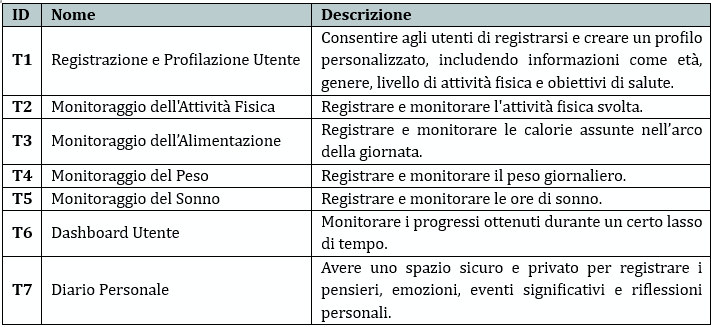 ID Nome Descrizione
T1 Registrazione e Profilazione Utente Consentire agli utenti di registrarsi e creare un profilo
personalizzato, includendo informazioni come età,
genere, livello di attività fisica e obiettivi di salute.
T2 Monitoraggio dell'Attività Fisica Registrare e monitorare l'attività fisica svolta.
T3 Monitoraggio dell'Alimentazione Registrare e monitorare le calorie assunte nell'arco
della giornata.
T4 Monitoraggio del Peso Registrare e monitorare il peso giornaliero.
T5 Monitoraggio del Sonno Registrare e monitorare le ore di sonno.
T6 Dashboard Utente Monitorare i progressi ottenuti durante un certo lasso
di tempo.
T7 Diario Personale Avere uno spazio sicuro e privato per registrare i
pensieri, emozioni, eventi significativi e riflessioni
personali.